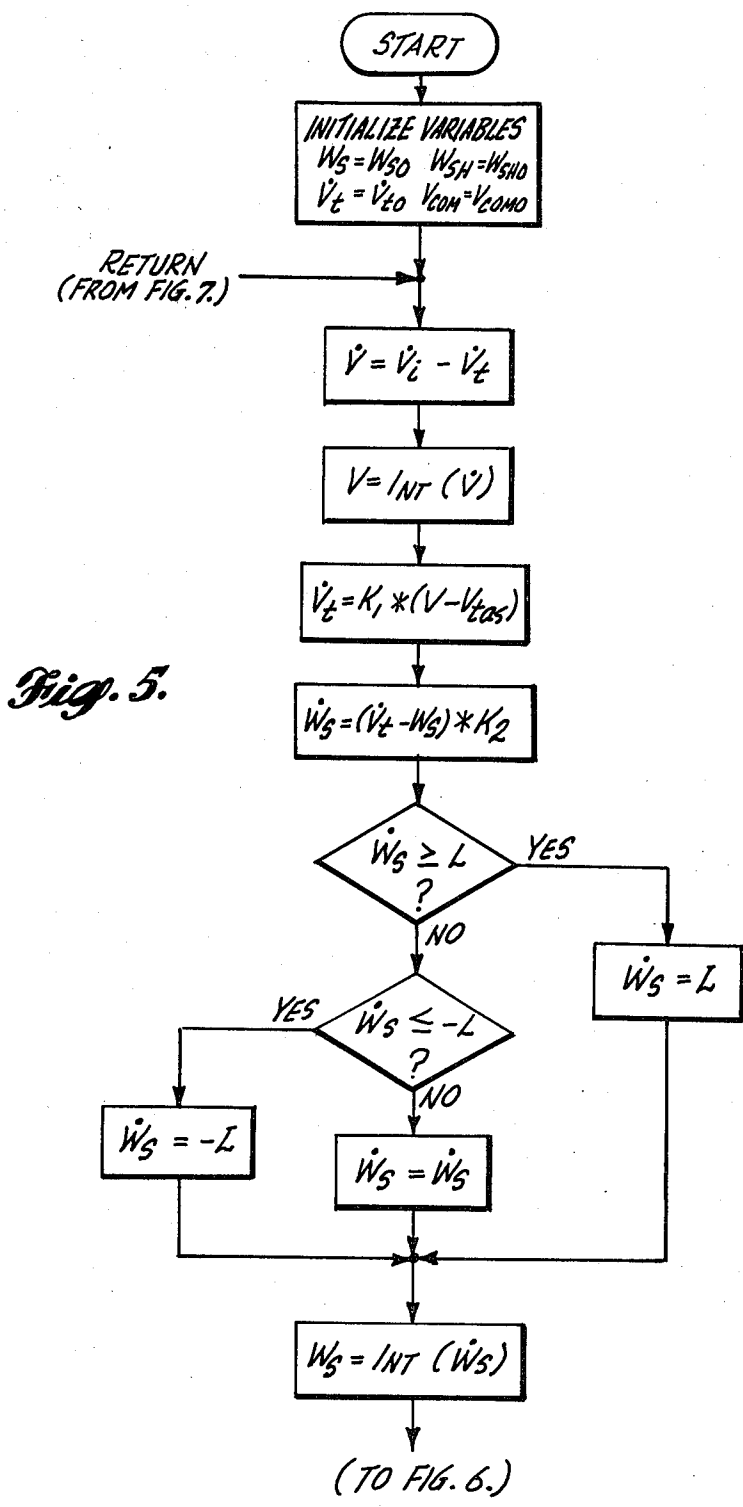 START
INITIALIZE VARIABLES
W_S = W_SO W_SH = W_SHO
V̇_t = V̇_to V_COM = V_COMO
RETURN
(FROM FIG. 7.)
V̇ = V̇_i - V̇_t
V = INT (V̇)
V̇_t = K_1 * (V - V_tas)
Fig. 5.
Ẇ_S = (V̇_t - W_S) * K_2
Ẇ_S ≥ L
?
YES
NO
Ẇ_S = L
Ẇ_S ≤ -L
?
YES
NO
Ẇ_S = -L
Ẇ_S = Ẇ_S
W_S = INT (Ẇ_S)
(TO FIG. 6.)